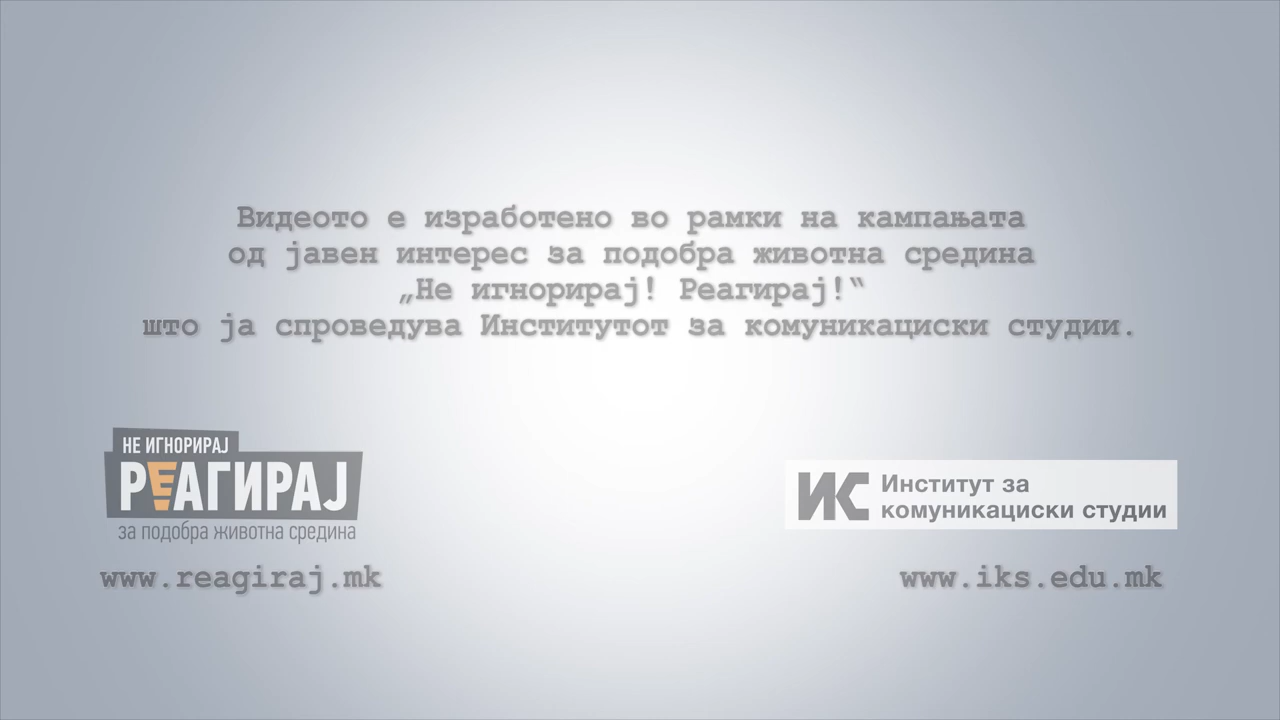 Видеото е изработено во рамки на кампањата
од јавен интерес за подобра животна средина
„Не игнорирај! Реагирај!“
што ја спроведува Институтот за комуникациски студии.
НЕ ИГНОРИРАЈ
РЕАГИРАЈ
за подобра животна средина
www.reagiraj.mk
ИКС
Институт за
комуникациски студии
www.iks.edu.mk